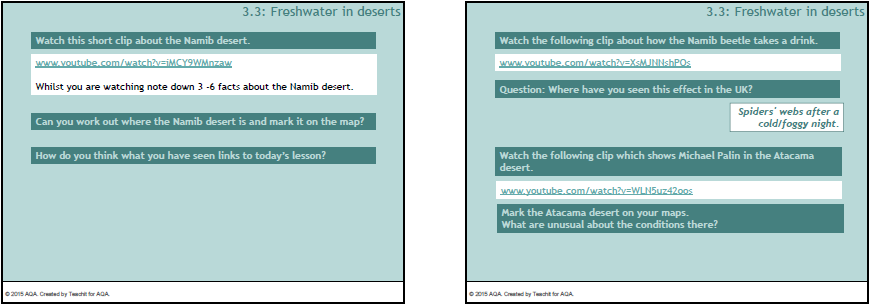 3.3: Freshwater in deserts
Watch this short clip about the Namib desert.
www.youtube.com/watch?v=iMCY9WMnzaw
Whilst you are watching note down 3 -6 facts about the Namib desert.
Can you work out where the Namib desert is and mark it on the map?
How do you think what you have seen links to today's lesson?
© 2015 AQA. Created by Teachit for AQA.
3.3: Freshwater in deserts
Watch the following clip about how the Namib beetle takes a drink.
www.youtube.com/watch?v=XsMJNNshPOs
Question: Where have you seen this effect in the UK?
Spiders' webs after a
cold/foggy night.
Watch the following clip which shows Michael Palin in the Atacama
desert.
www.youtube.com/watch?v=WLN5uz42oos
Mark the Atacama desert on your maps.
What are unusual about the conditions there?
© 2015 AQA. Created by Teachit for AQA.